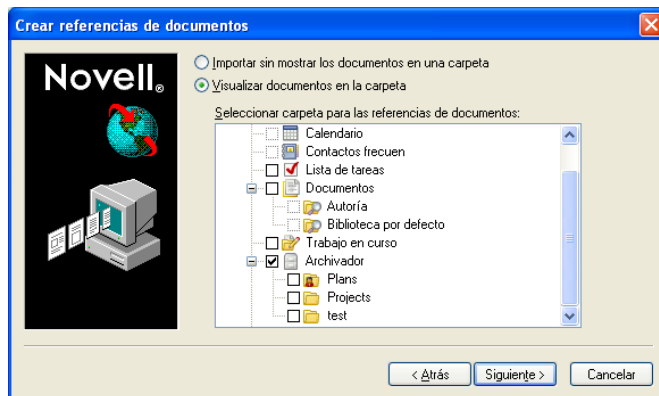 Crear referencias de documentos
Novell®
Importar sin mostrar los documentos en una carpeta
Visualizar documentos en la carpeta
Seleccionar carpeta para las referencias de documentos:
Calendario
Contactos frecuen
Lista de tareas
Documentos
Autoría
Biblioteca por defecto
Trabajo en curso
Archivador
Plans
Projects
test
< Atrás
Siguiente >
Cancelar